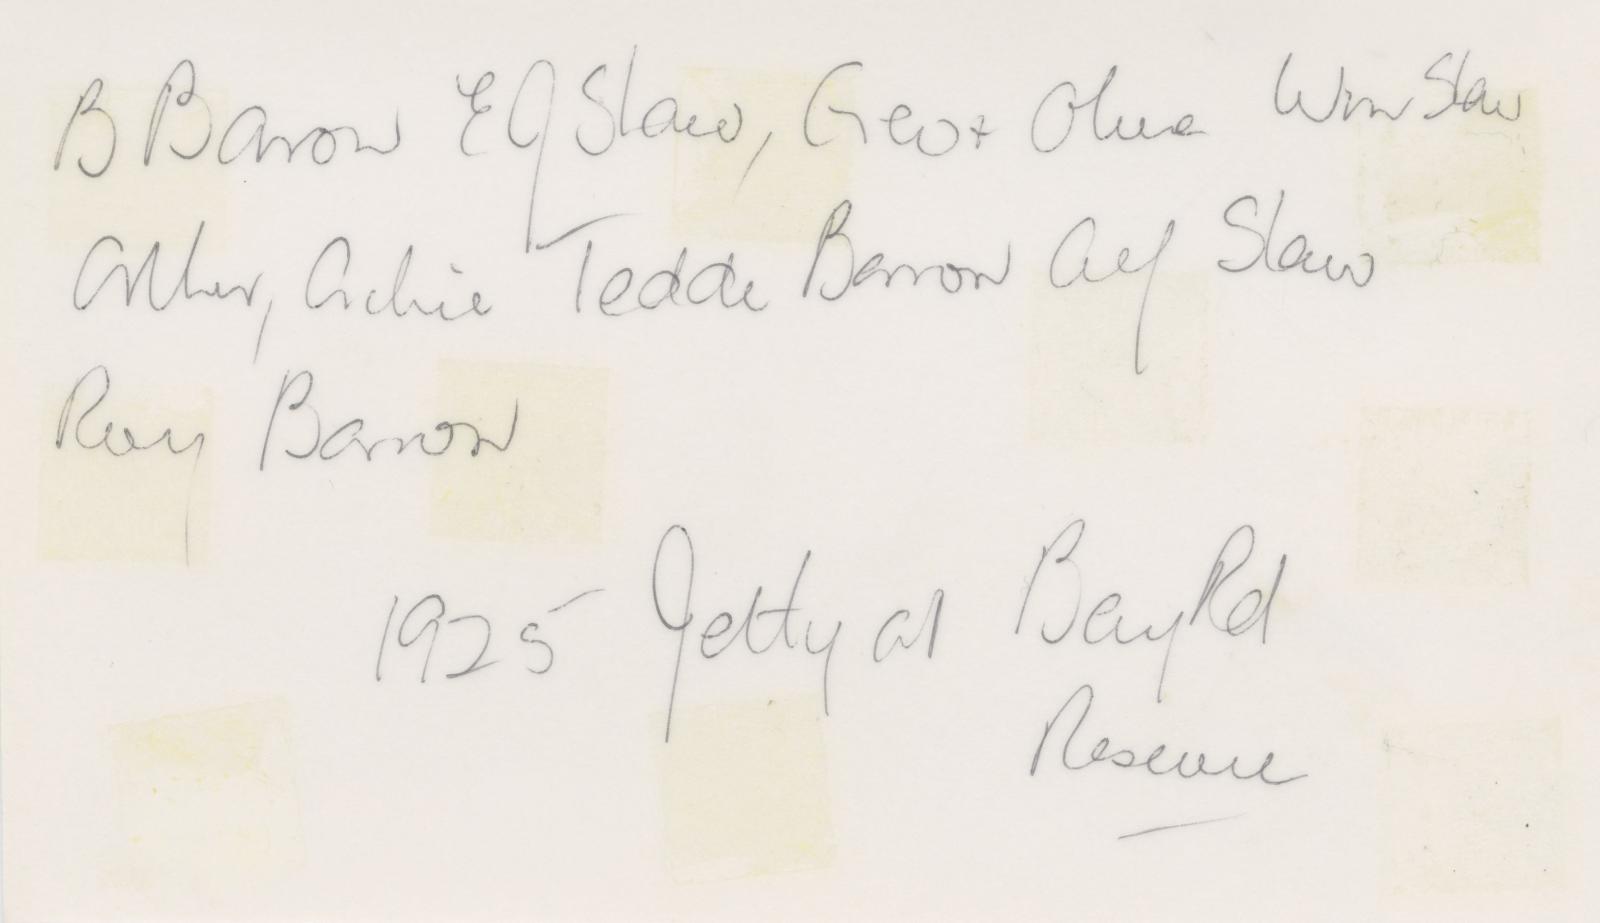 B Barrow E J Slaw, Geo + Olive Wm Slaw
Arthur, Archie Tedde Barrow Alf Slaw
Roy Barrow
1925 Jetty at Bay Rd
Reserve